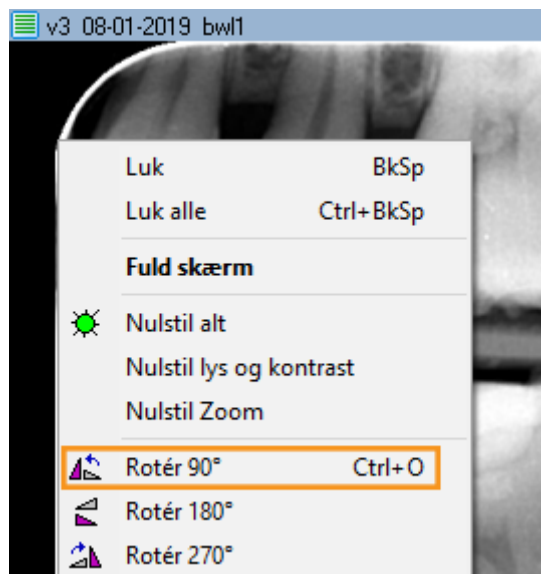 v3 08-01-2019 bwl1
Luk BkSp
Luk alle Ctrl+BkSp
Fuld skærm
Nulstil alt
Nulstil lys og kontrast
Nulstil Zoom
Rotér 90° Ctrl+O
Rotér 180°
Rotér 270°